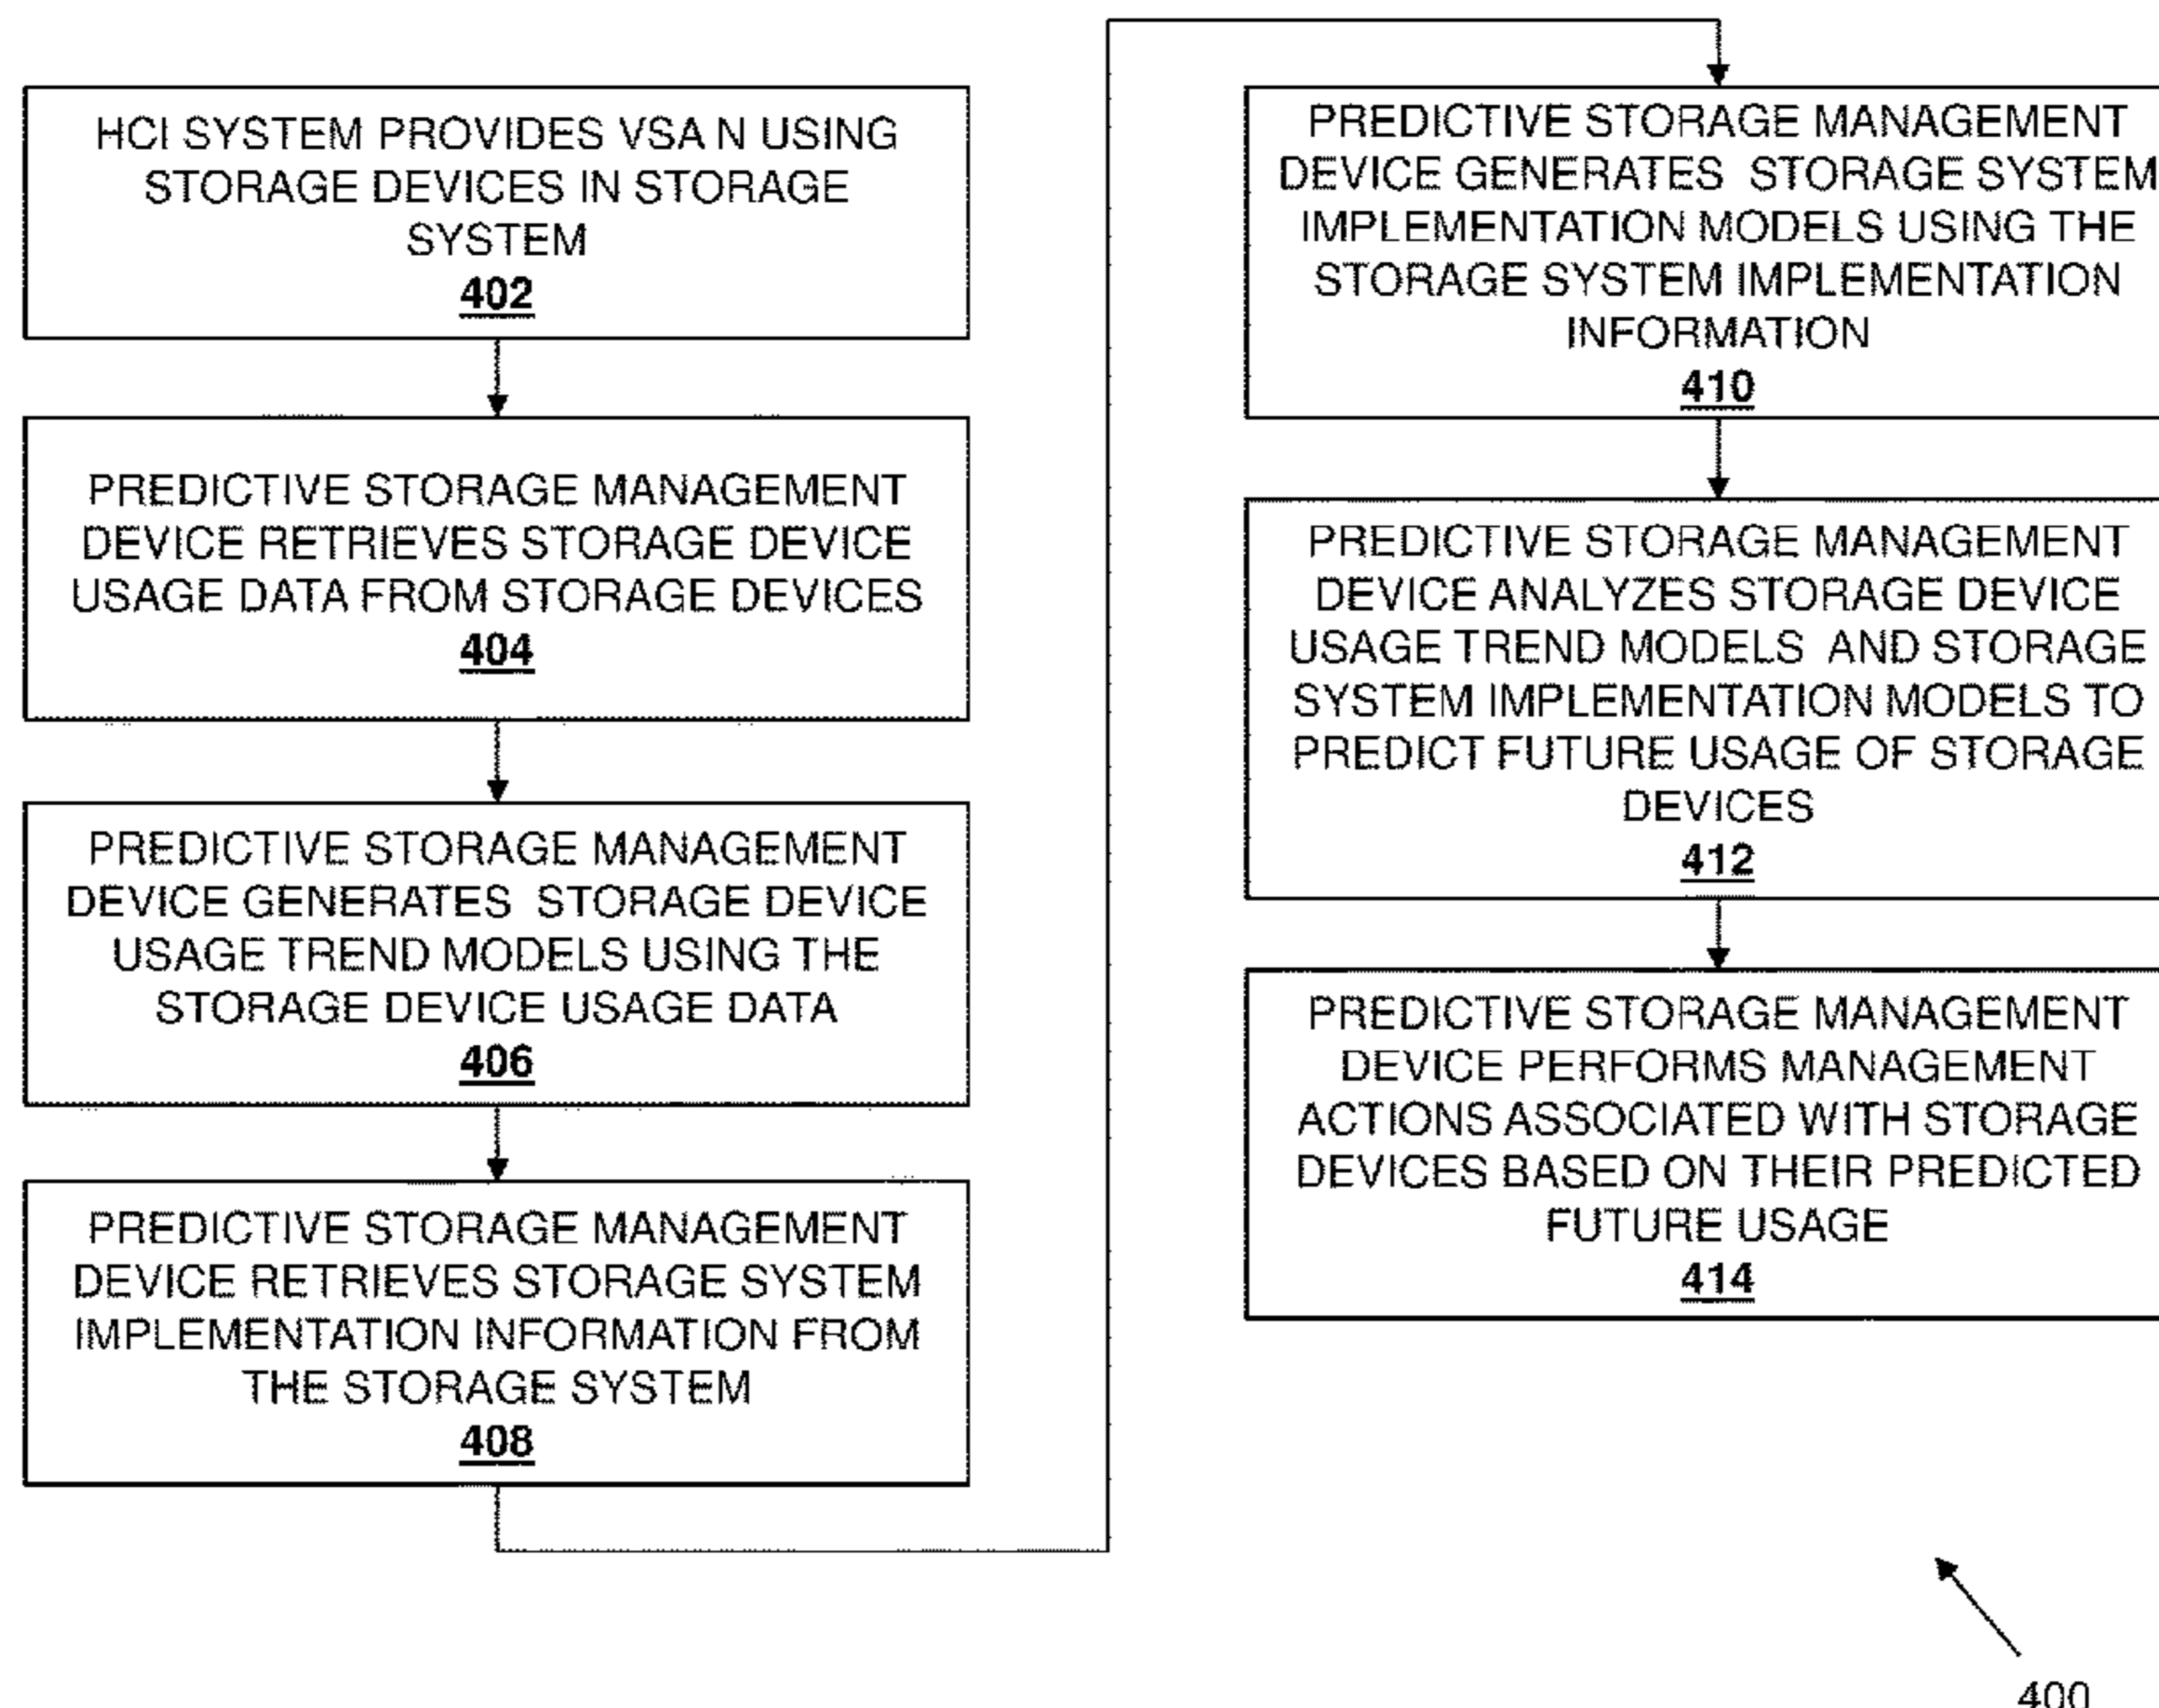 HCI SYSTEM PROVIDES VSA N USING
STORAGE DEVICES IN STORAGE
SYSTEM
402
PREDICTIVE STORAGE MANAGEMENT
DEVICE RETRIEVES STORAGE DEVICE
USAGE DATA FROM STORAGE DEVICES
404
PREDICTIVE STORAGE MANAGEMENT
DEVICE GENERATES STORAGE DEVICE
USAGE TREND MODELS USING THE
STORAGE DEVICE USAGE DATA
406
PREDICTIVE STORAGE MANAGEMENT
DEVICE RETRIEVES STORAGE SYSTEM
IMPLEMENTATION INFORMATION FROM
THE STORAGE SYSTEM
408
PREDICTIVE STORAGE MANAGEMENT
DEVICE GENERATES STORAGE SYSTEM
IMPLEMENTATION MODELS USING THE
STORAGE SYSTEM IMPLEMENTATION
INFORMATION
410
PREDICTIVE STORAGE MANAGEMENT
DEVICE ANALYZES STORAGE DEVICE
USAGE TREND MODELS AND STORAGE
SYSTEM IMPLEMENTATION MODELS TO
PREDICT FUTURE USAGE OF STORAGE
DEVICES
412
PREDICTIVE STORAGE MANAGEMENT
DEVICE PERFORMS MANAGEMENT
ACTIONS ASSOCIATED WITH STORAGE
DEVICES BASED ON THEIR PREDICTED
FUTURE USAGE
414
400